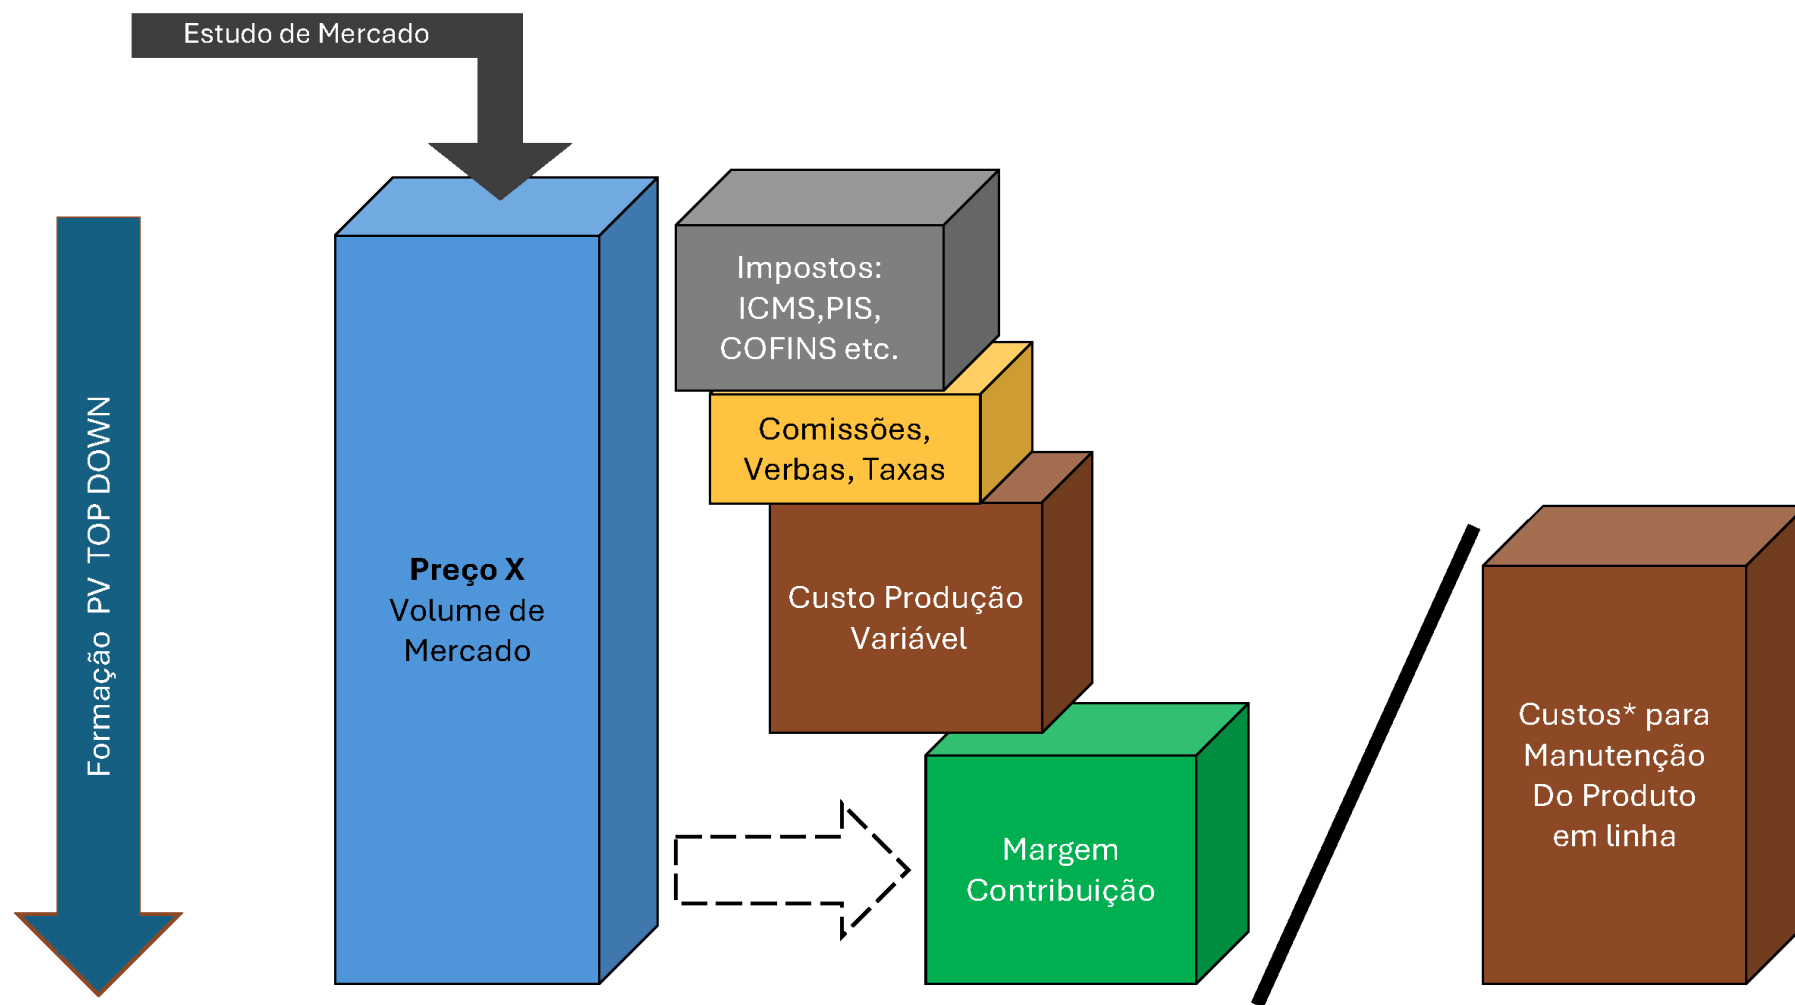 Estudo de Mercado
Formação PV TOP DOWN
Preço X
Volume de
Mercado
Impostos:
ICMS,PIS,
COFINS etc.
Comissões,
Verbas, Taxas
Custo Produção
Variável
Margem
Contribuição
Custos* para
Manutenção
Do Produto
em linha